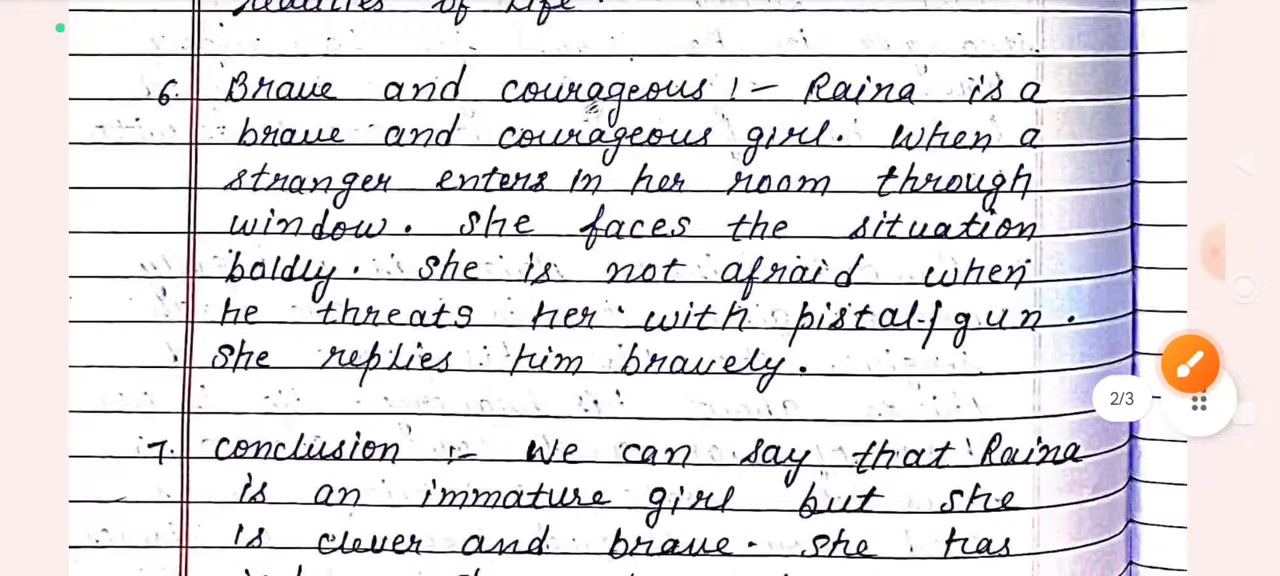 realities of life.
6. Brave and courageous :- Raina is a
brave and courageous girl. When a
stranger enters in her room through
window. She faces the situation
boldly. She is not afraid when
he threats her with pistal/gun.
She replies him bravely.
2/3
7. Conclusion :- We can say that Raina
is an immature girl but she
is clever and brave. She has